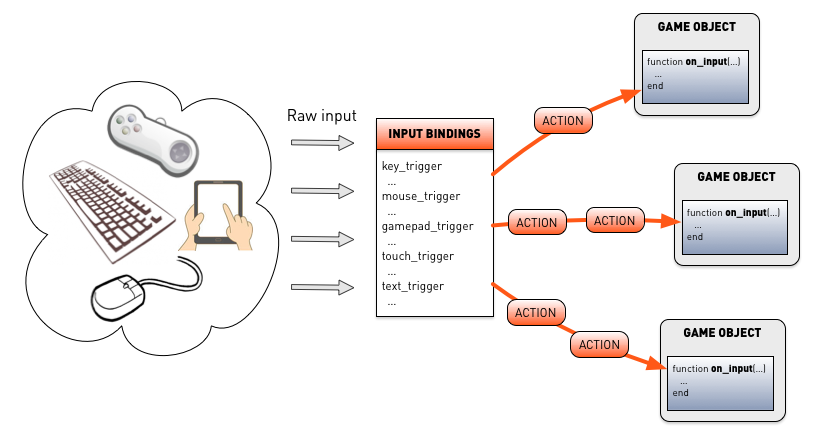 Raw input
INPUT BINDINGS
key_trigger
...
mouse_trigger
...
gamepad_trigger
...
touch_trigger
...
text_trigger
...
ACTION
GAME OBJECT
function on_input(...)
...
end
ACTION
ACTION
GAME OBJECT
function on_input(...)
...
end
ACTION
ACTION
GAME OBJECT
function on_input(...)
...
end